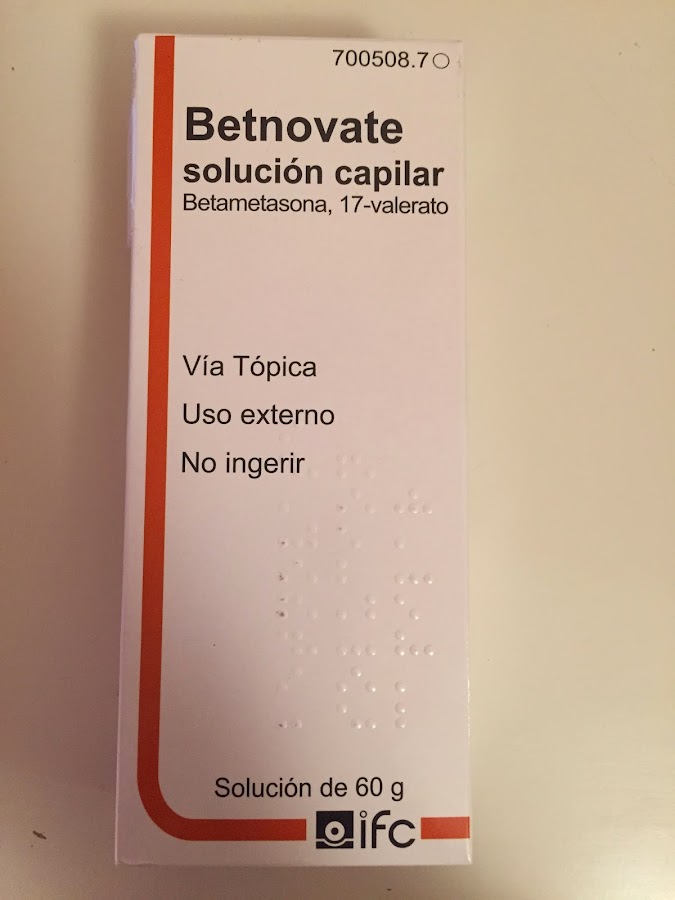 700508.7
Betnovate
solución capilar
Betametasona, 17-valerato
Vía Tópica
Uso externo
No ingerir
Solución de 60 g
ifc